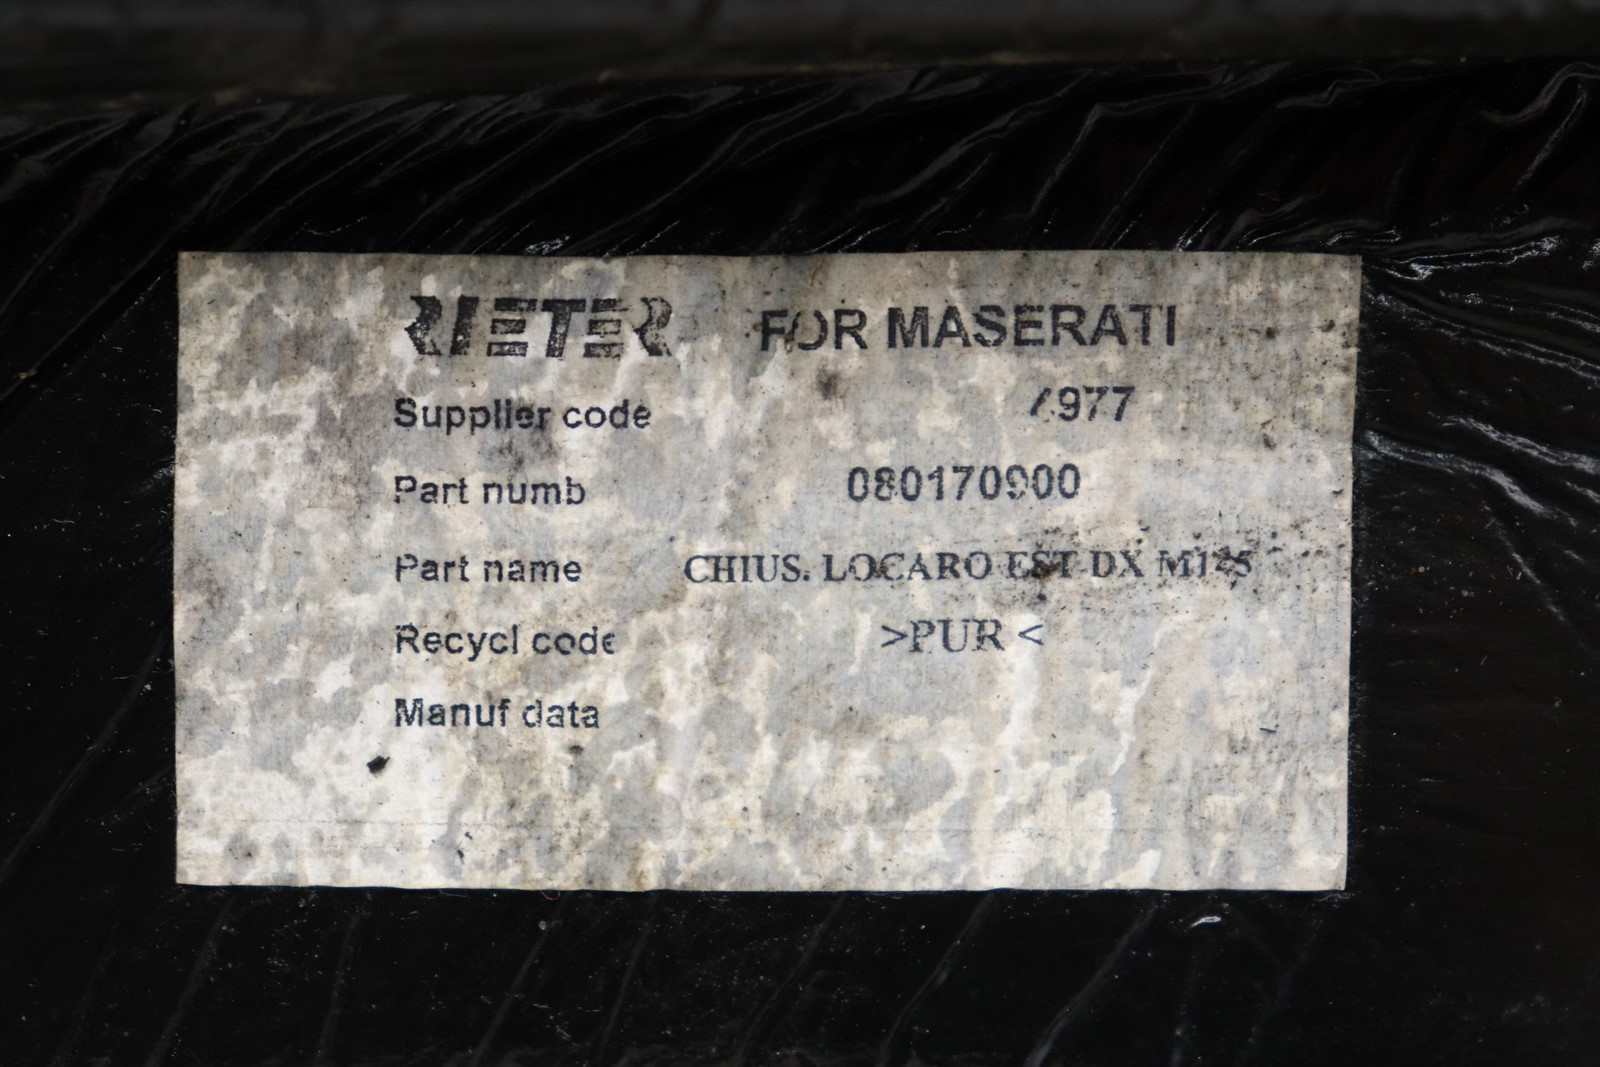 RIETER FOR MASERATI
Supplier code
Part numb 080170900
Part name CHIUS. LOCARO EST DX
Recycl code >PUR<
Manuf data